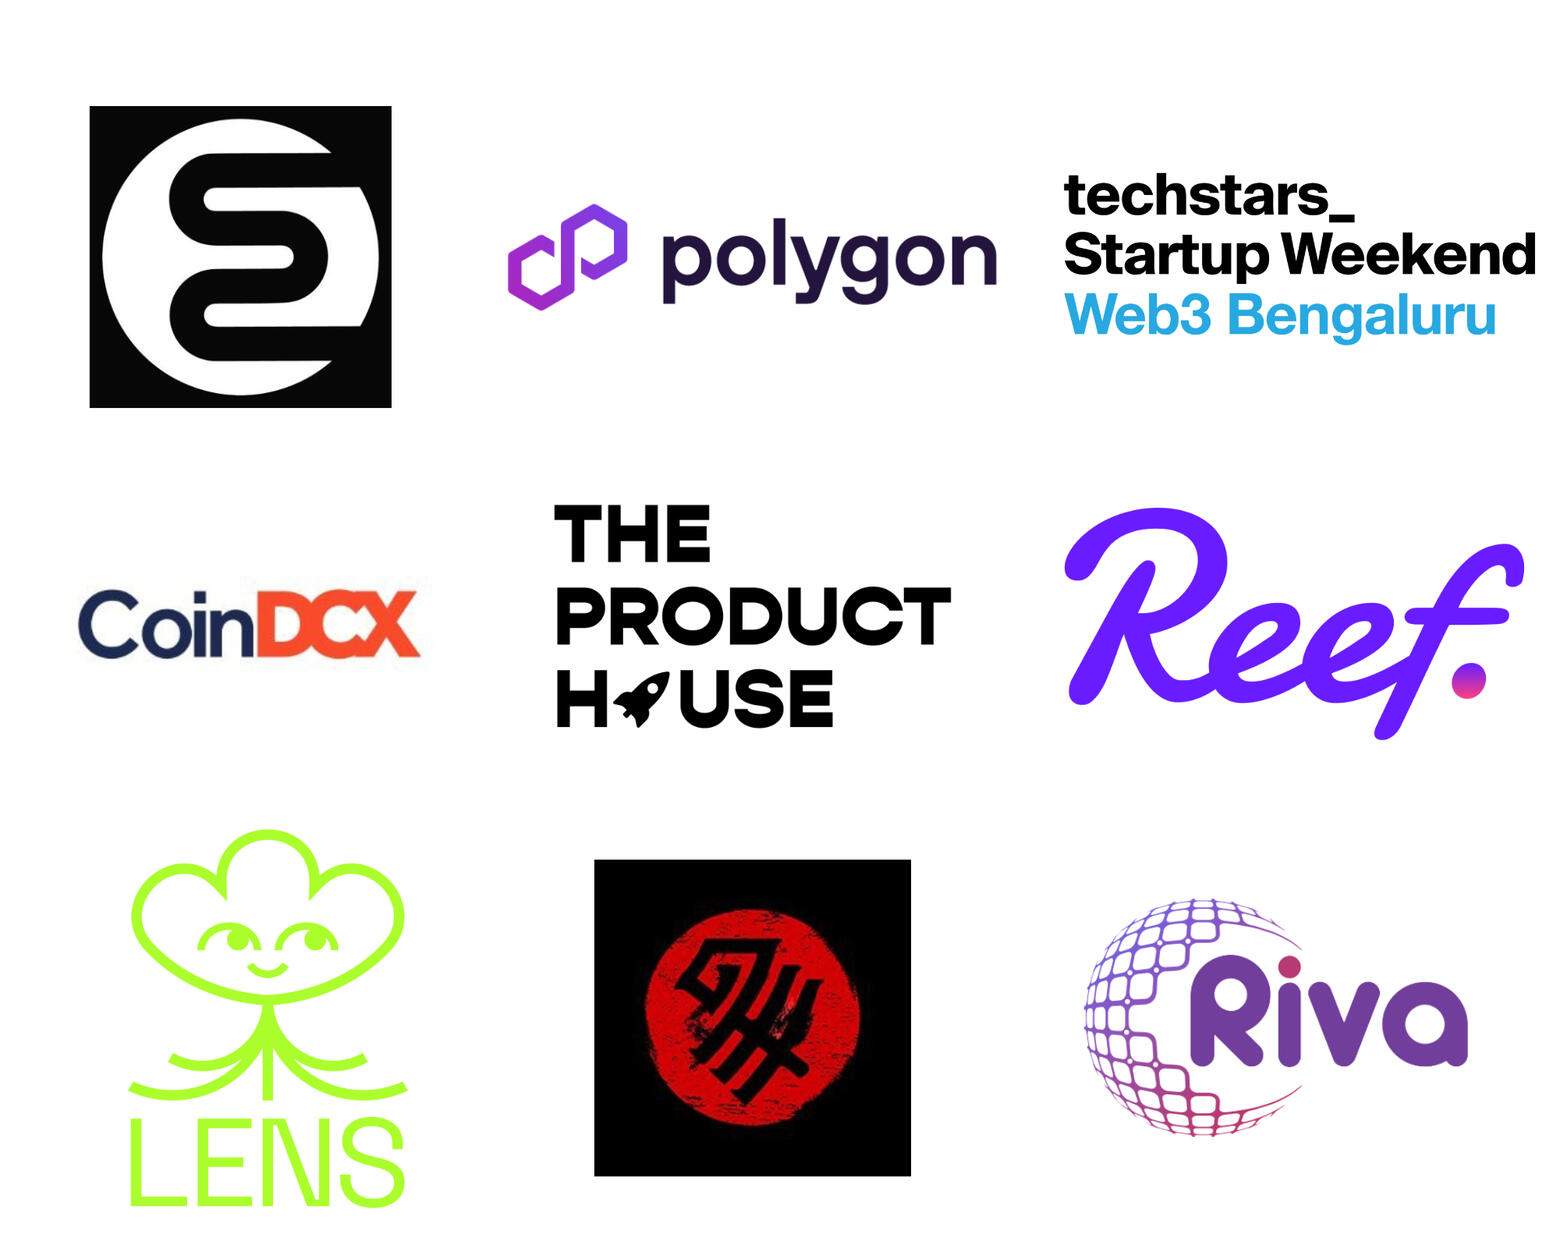 polygon
techstars_
Startup Weekend
Web3 Bengaluru
CoinDCX
THE
PRODUCT
HOUSE
Reef.
LENS
Riva